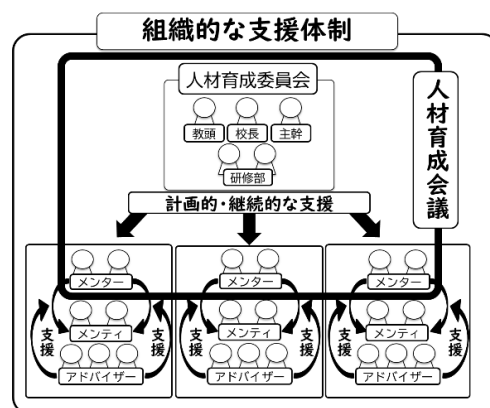 組織的な支援体制
人材育成委員会
教頭
校長
主幹
研修部
人材育成会議
計画的・継続的な支援
メンター
支援
メンティ
支援
アドバイザー
メンター
支援
メンティ
支援
アドバイザー
メンター
支援
メンティ
支援
アドバイザー